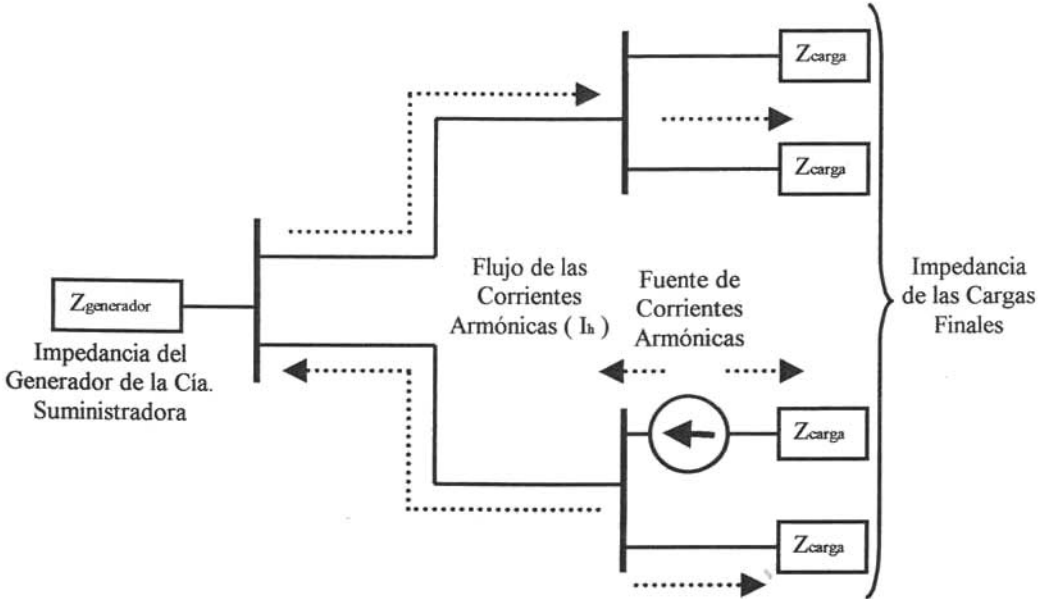 Zcarga
Zcarga
Zgenerador
Impedancia del
Generador de la Cía.
Suministradora
Flujo de las
Corrientes
Armónicas ( Ih )
Fuente de
Corrientes
Armónicas
Impedancia
de las Cargas
Finales
Zcarga
Zcarga